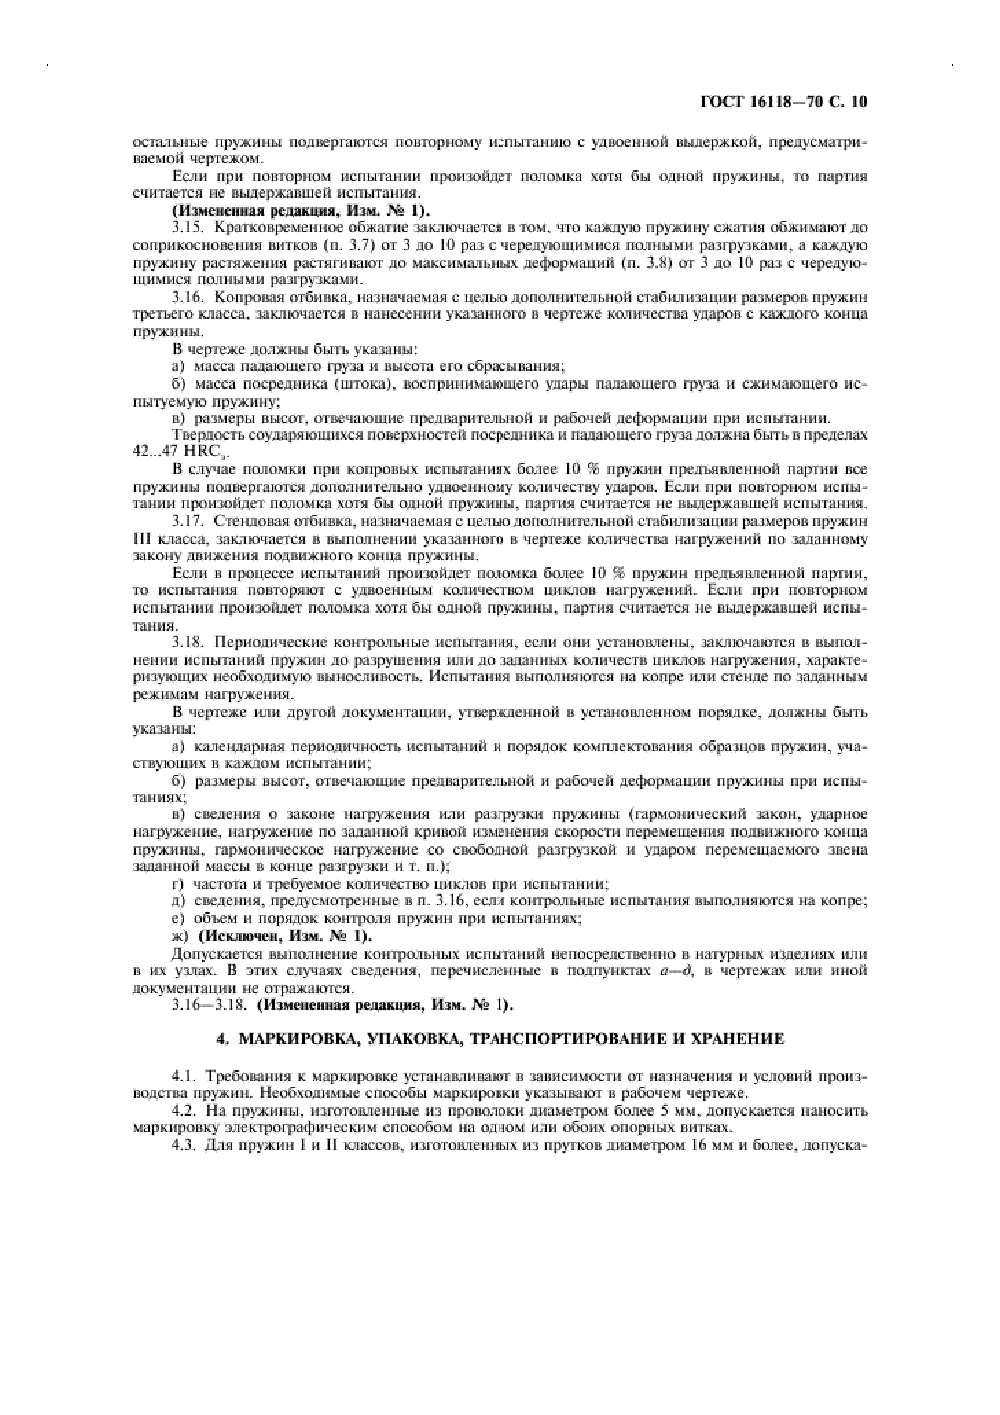 ГОСТ 16118—70 С. 10
остальные пружины подвергаются повторному испытанию с удвоенной выдержкой, предусматри-
ваемой чертежом.
Если при повторном испытании произойдет поломка хотя бы одной пружины, то партия
считается не выдержавшей испытания.
(Измененная редакция, Изм. № 1).
3.15. Кратковременное обжатие заключается в том, что каждую пружину сжатия обжимают до
соприкосновения витков (п. 3.7) от 3 до 10 раз с чередующимися полными разгрузками, а каждую
пружину растяжения растягивают до максимальных деформаций (п. 3.8) от 3 до 10 раз с чередую-
щимися полными разгрузками.
3.16. Копровая отбивка, назначаемая с целью дополнительной стабилизации размеров пружин
третьего класса, заключается в нанесении указанного в чертеже количества ударов с каждого конца
пружины.
В чертеже должны быть указаны:
а) масса падающего груза и высота его сбрасывания;
б) масса посредника (штока), воспринимающего удары падающего груза и сжимающего ис-
пытуемую пружину;
в) размеры высот, отвечающие предварительной и рабочей деформации при испытании.
Твердость соударяющихся поверхностей посредника и падающего груза должна быть в пределах
42...47 HRCэ.
В случае поломки при копровых испытаниях более 10 % пружин предъявленной партии все
пружины подвергаются дополнительно удвоенному количеству ударов. Если при повторном испы-
тании произойдет поломка хотя бы одной пружины, партия считается не выдержавшей испытания.
3.17. Стендовая отбивка, назначаемая с целью дополнительной стабилизации размеров пружин
III класса, заключается в выполнении указанного в чертеже количества нагружений по заданному
закону движения подвижного конца пружины.
Если в процессе испытаний произойдет поломка более 10 % пружин предъявленной партии,
то испытания повторяют с удвоенным количеством циклов нагружений. Если при повторном
испытании произойдет поломка хотя бы одной пружины, партия считается не выдержавшей испы-
тания.
3.18. Периодические контрольные испытания, если они установлены, заключаются в выпол-
нении испытаний пружин до разрушения или до заданных количеств циклов нагружения, характе-
ризующих необходимую выносливость. Испытания выполняются на копре или стенде по заданным
режимам нагружения.
В чертеже или другой документации, утвержденной в установленном порядке, должны быть
указаны:
а) календарная периодичность испытаний и порядок комплектования образцов пружин, уча-
ствующих в каждом испытании;
б) размеры высот, отвечающие предварительной и рабочей деформации пружины при испы-
таниях;
в) сведения о законе нагружения или разгрузки пружины (гармонический закон, ударное
нагружение, нагружение по заданной кривой изменения скорости перемещения подвижного конца
пружины, гармоническое нагружение со свободной разгрузкой и ударом перемещаемого звена
заданной массы в конце разгрузки и т. п.);
г) частота и требуемое количество циклов при испытании;
д) сведения, предусмотренные в п. 3.16, если контрольные испытания выполняются на копре;
е) объем и порядок контроля пружин при испытаниях;
ж) (Исключен, Изм. № 1).
Допускается выполнение контрольных испытаний непосредственно в натурных изделиях или
в их узлах. В этих случаях сведения, перечисленные в подпунктах а—д, в чертежах или иной
документации не отражаются.
3.16—3.18. (Измененная редакция, Изм. № 1).
4. МАРКИРОВКА, УПАКОВКА, ТРАНСПОРТИРОВАНИЕ И ХРАНЕНИЕ
4.1. Требования к маркировке устанавливают в зависимости от назначения и условий произ-
водства пружин. Необходимые способы маркировки указывают в рабочем чертеже.
4.2. На пружины, изготовленные из проволоки диаметром более 5 мм, допускается наносить
маркировку электрографическим способом на одном или обоих опорных витках.
4.3. Для пружин I и II классов, изготовленных из прутков диаметром 16 мм и более, допуска-